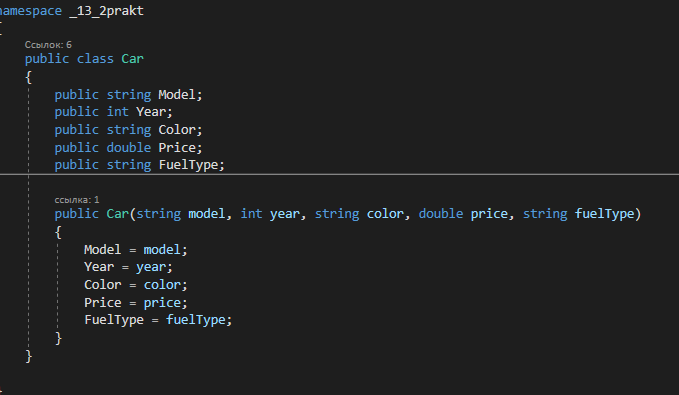 namespace _13_2prakt
{
Ссылок: 6
public class Car
{
public string Model;
public int Year;
public string Color;
public double Price;
public string FuelType;
ссылка: 1
public Car(string model, int year, string color, double price, string fuelType)
{
Model = model;
Year = year;
Color = color;
Price = price;
FuelType = fuelType;
}
}